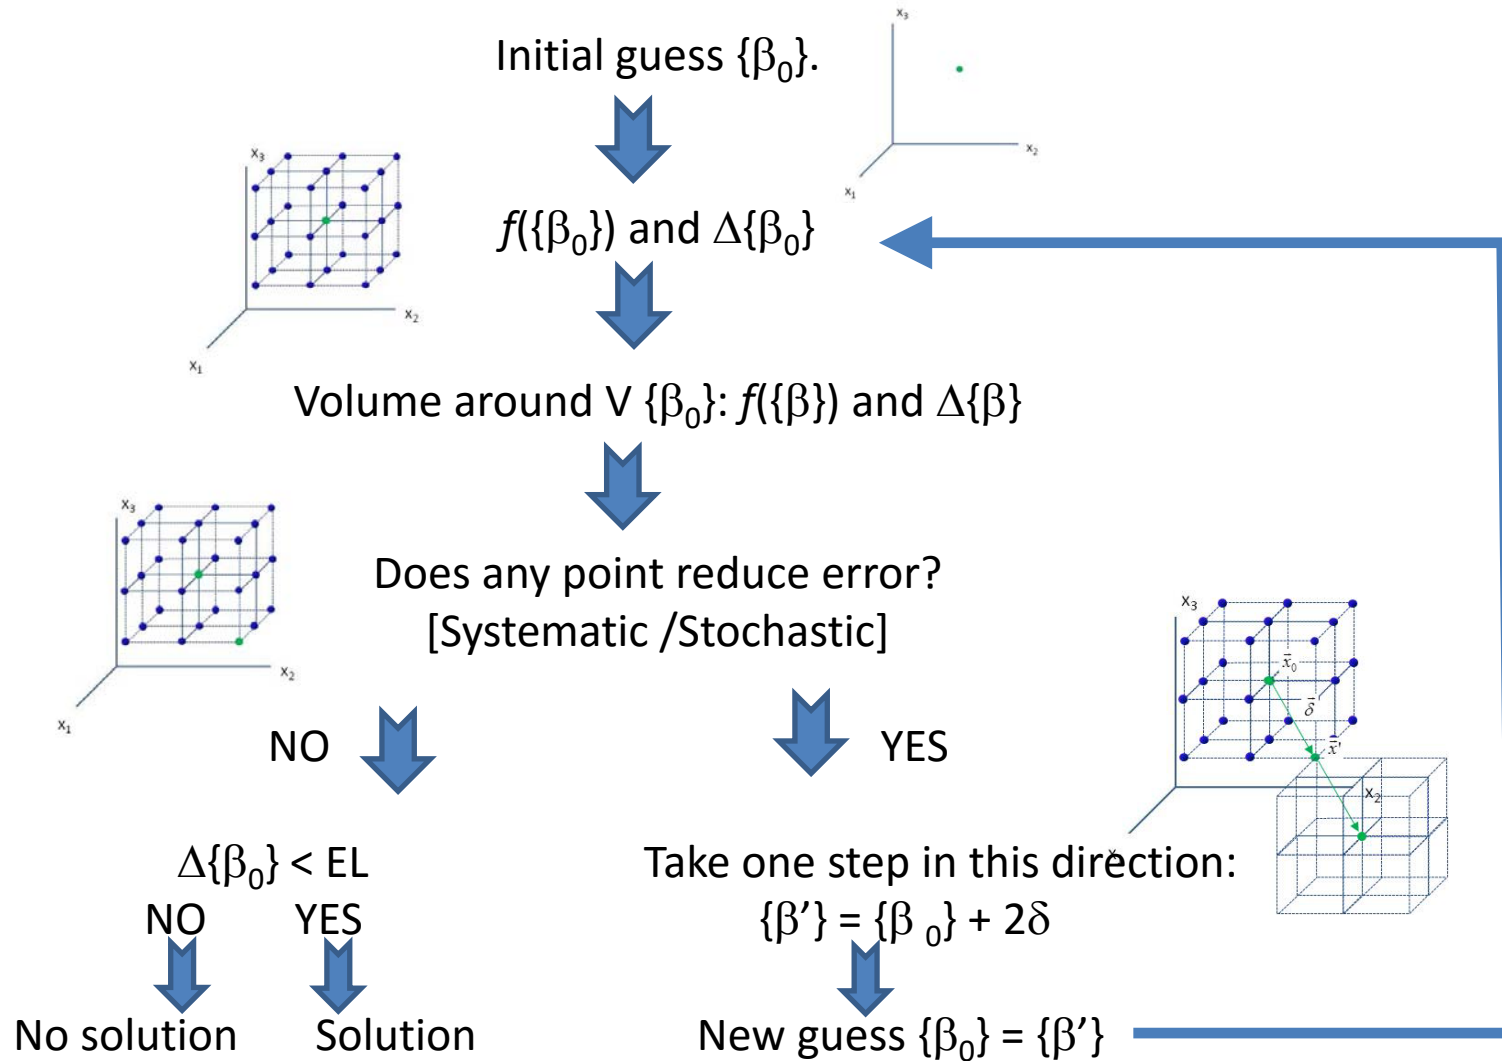 Initial guess {β₀}.
x₃
x₂
x₁
x₃
x₂
x₁
f({β₀}) and Δ{β₀}
Volume around V {β₀}: f({β}) and Δ{β}
x₃
x₂
x₁
Does any point reduce error?
[Systematic /Stochastic]
NO
YES
x₃
x⃗₀
δ⃗
x⃗'
x₂
x
Δ{β₀} < EL
NO YES
Take one step in this direction:
{β’} = {β ₀} + 2δ
No solution
Solution
New guess {β₀} = {β’}